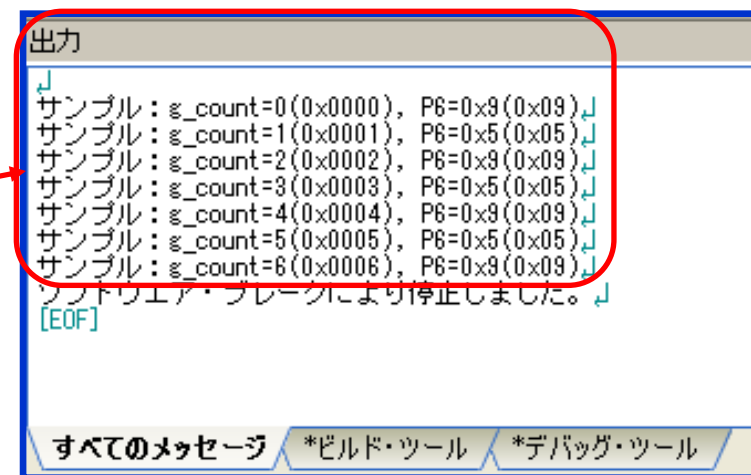 出力
↲
サンプル：g_count=0(0x0000), P6=0x9(0x09)↲
サンプル：g_count=1(0x0001), P6=0x5(0x05)↲
サンプル：g_count=2(0x0002), P6=0x9(0x09)↲
サンプル：g_count=3(0x0003), P6=0x5(0x05)↲
サンプル：g_count=4(0x0004), P6=0x9(0x09)↲
サンプル：g_count=5(0x0005), P6=0x5(0x05)↲
サンプル：g_count=6(0x0006), P6=0x9(0x09)↲
ソフトウエア・ブレークにより停止しました。↲
[EOF]
すべてのメッセージ *ビルド・ツール *デバッグ・ツール